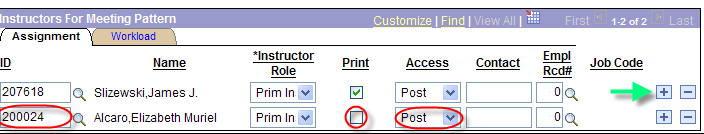 Instructors For Meeting Pattern Customize | Find | View All | First 1-2 of 2 Last
Assignment Workload
ID Name *Instructor Role Print Access Contact Empl Rcd# Job Code
207618 Slizewski,James J. Prim In Post 0
200024 Alcaro,Elizabeth Muriel Prim In Post 0